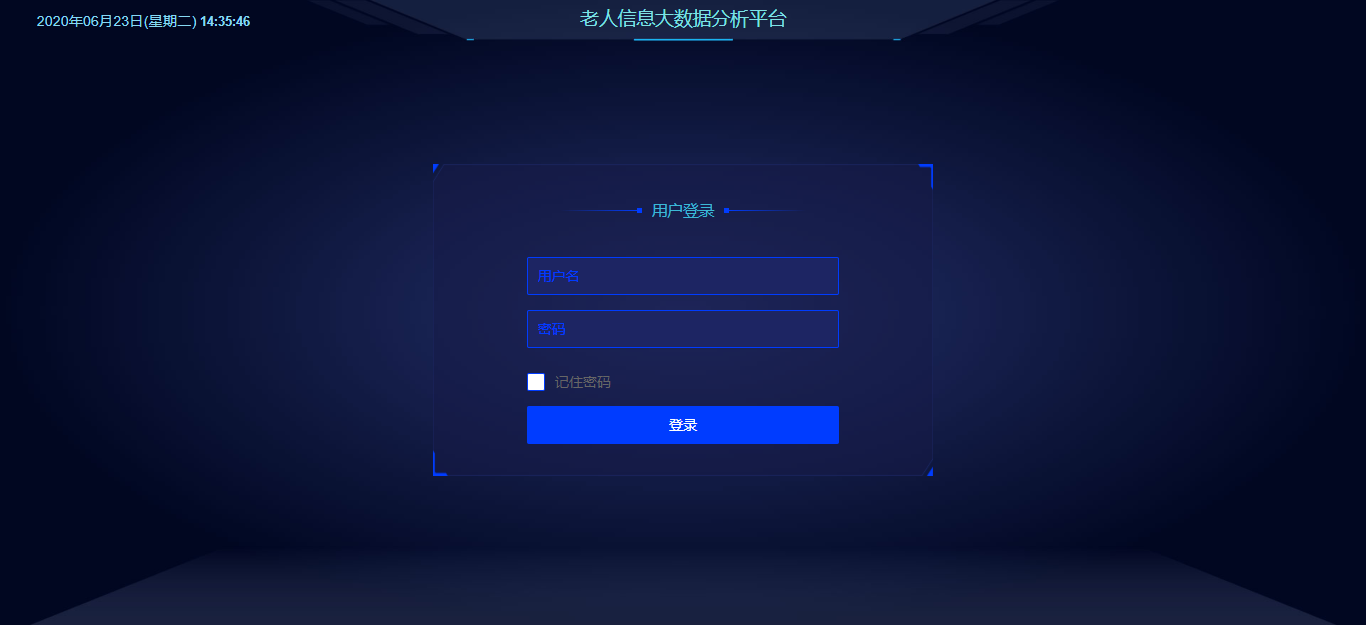 2020年06月23日(星期二) 14:35:46
老人信息大数据分析平台
用户登录
用户名
密码
记住密码
登录